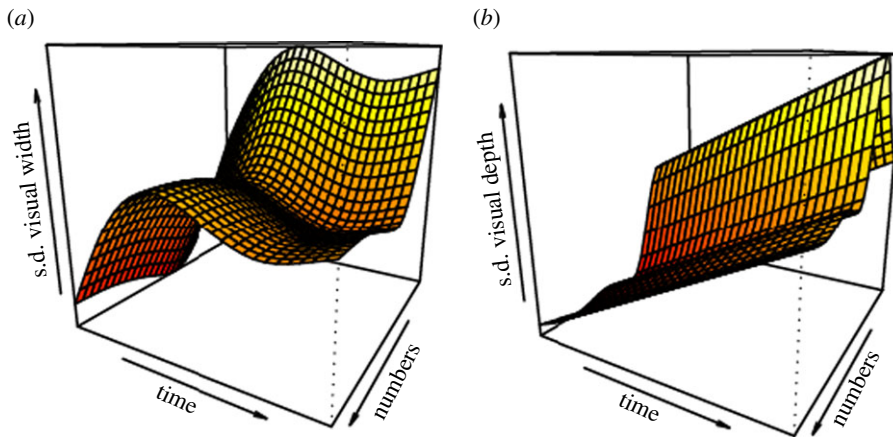 (a)
s.d. visual width
time
numbers
(b)
s.d. visual depth
time
numbers